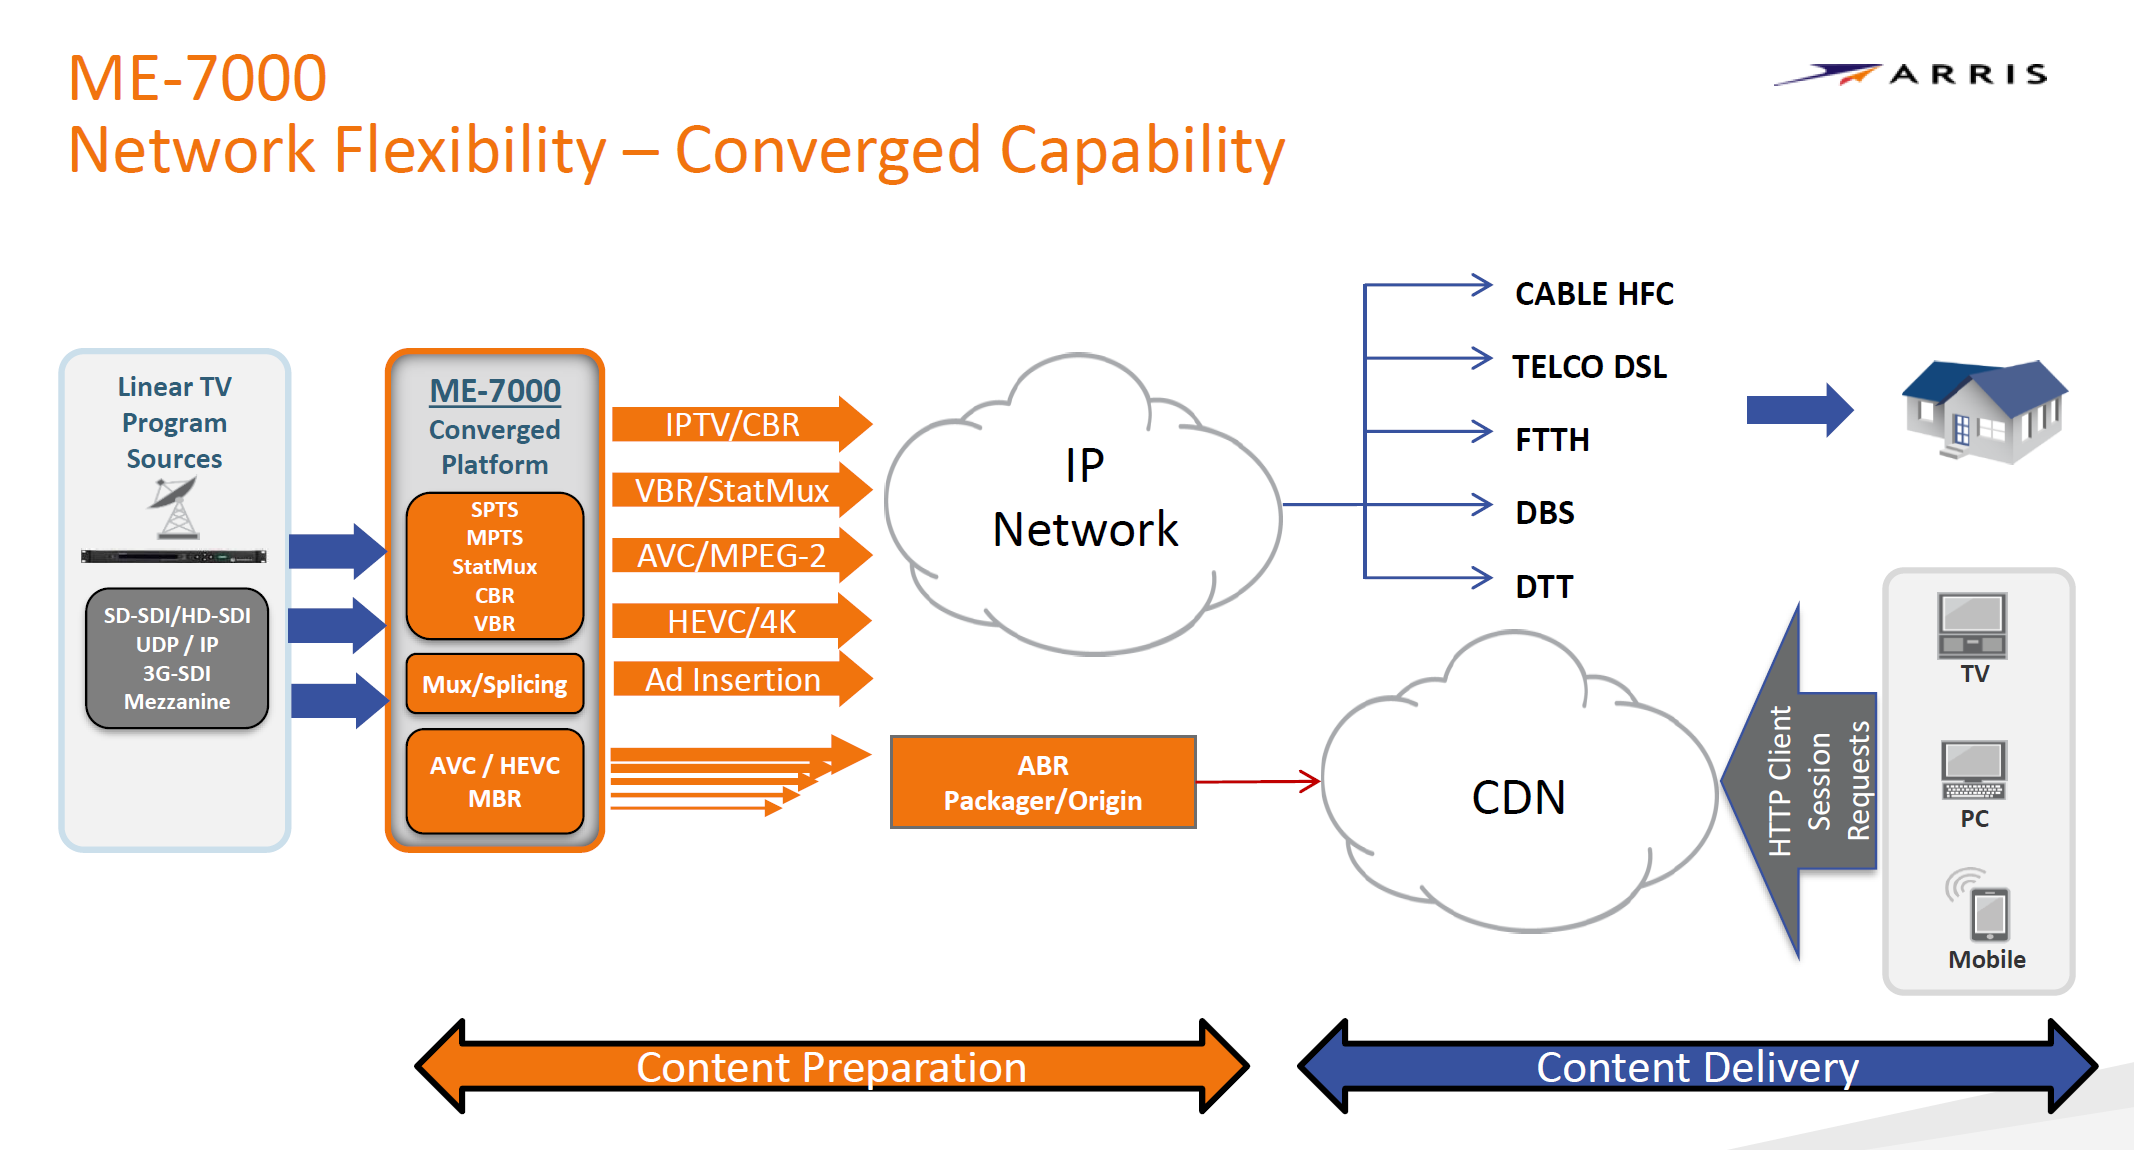 ME-7000
Network Flexibility – Converged Capability
ARRIS
Linear TV
Program
Sources
SD-SDI/HD-SDI
UDP / IP
3G-SDI
Mezzanine
ME-7000
Converged
Platform
SPTS
MPTS
StatMux
CBR
VBR
Mux/Splicing
AVC / HEVC
MBR
IPTV/CBR
VBR/StatMux
AVC/MPEG-2
HEVC/4K
Ad Insertion
IP
Network
ABR
Packager/Origin
CABLE HFC
TELCO DSL
FTTH
DBS
DTT
CDN
HTTP Client
Session
Requests
TV
PC
Mobile
Content Preparation
Content Delivery